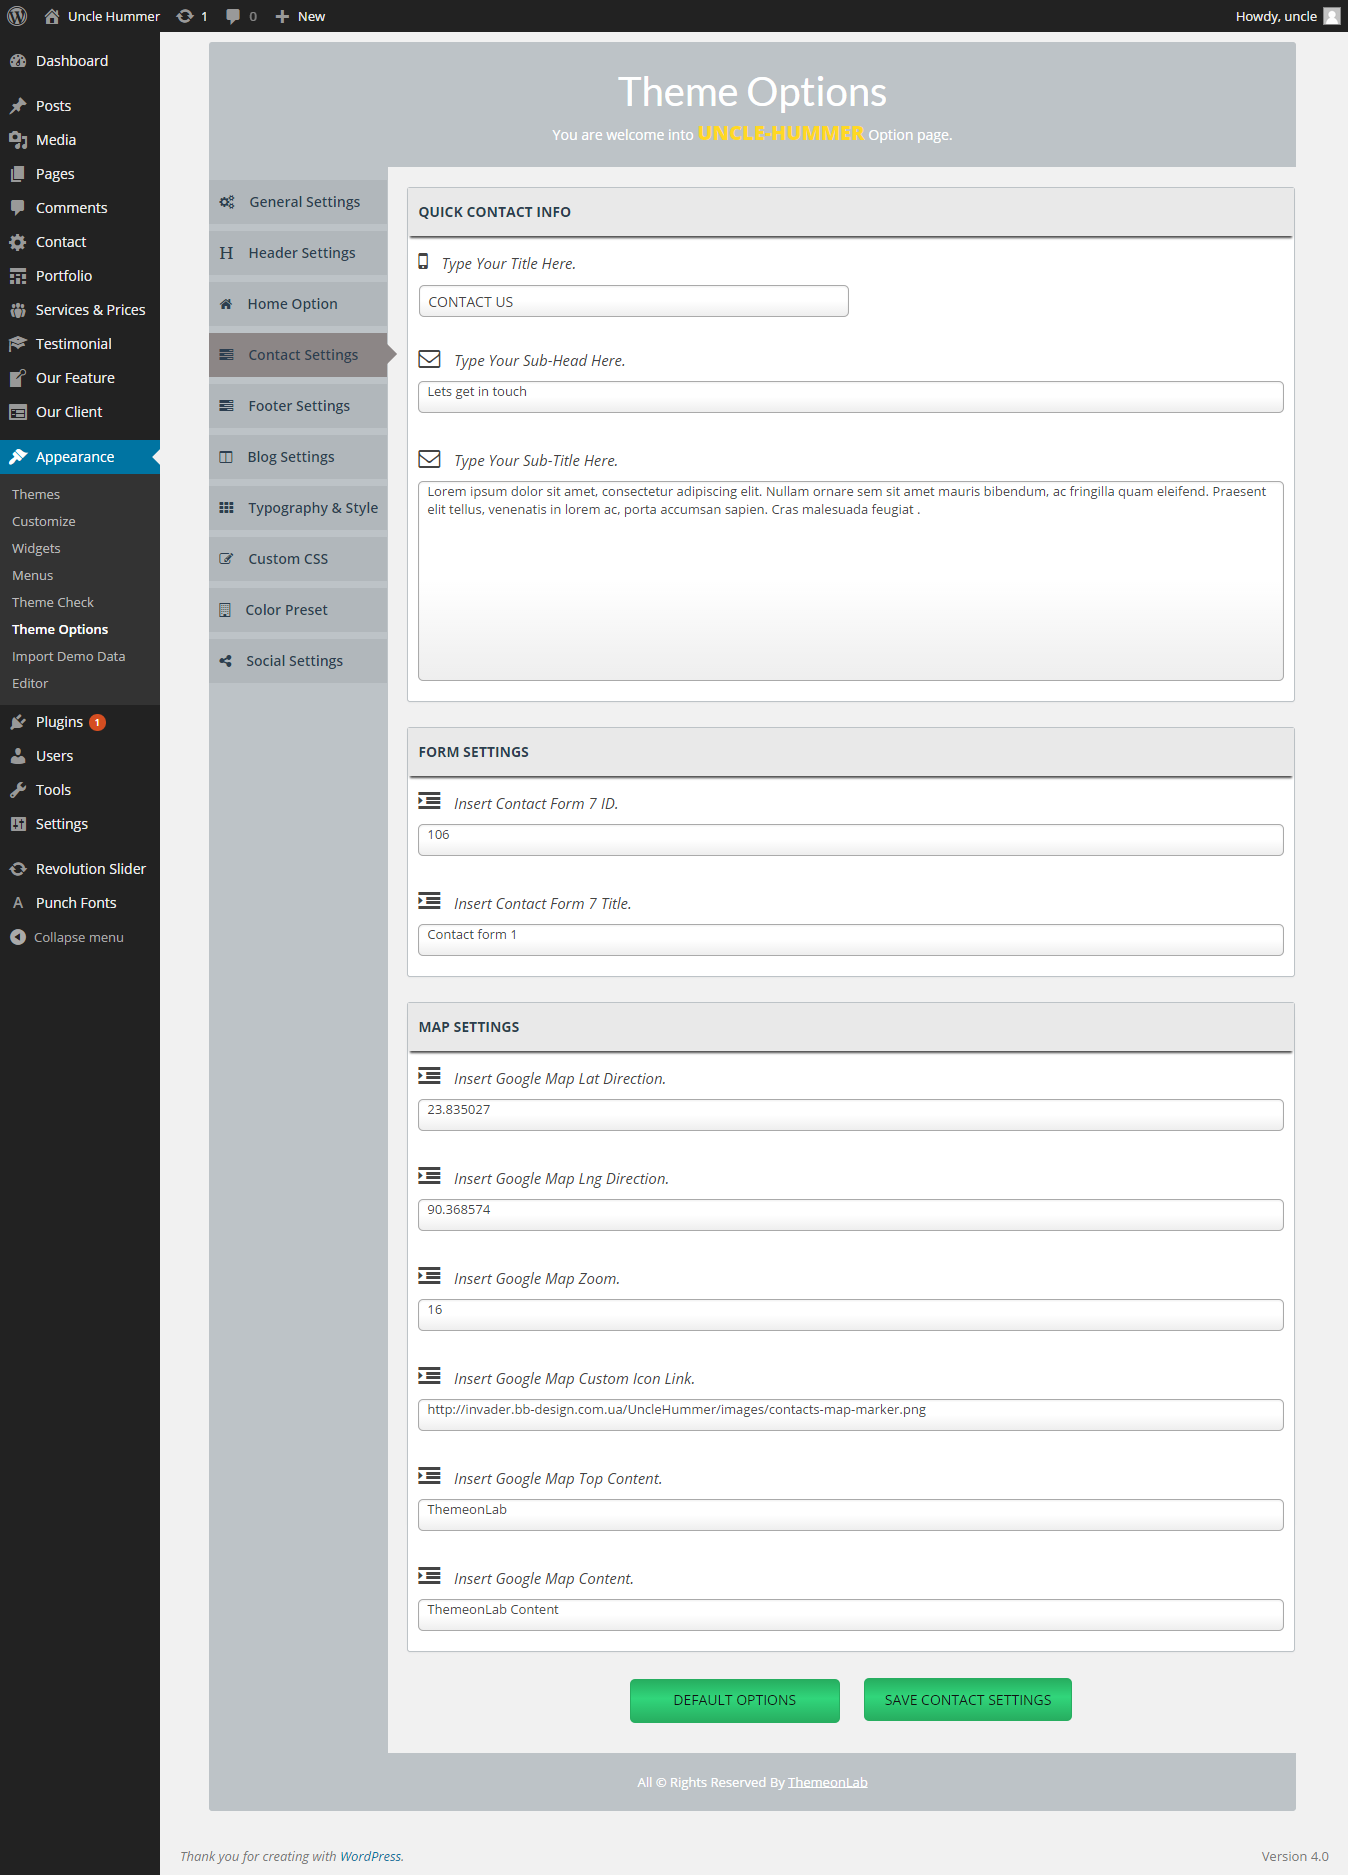 Uncle Hummer 1 0 New
Howdy, uncle
Dashboard
Posts
Media
Pages
Comments
Contact
Portfolio
Services & Prices
Testimonial
Our Feature
Our Client
Appearance
Themes
Customize
Widgets
Menus
Theme Check
Theme Options
Import Demo Data
Editor
Plugins 1
Users
Tools
Settings
Revolution Slider
A Punch Fonts
Collapse menu
Theme Options
You are welcome into UNCLE-HUMMER Option page.
General Settings
H Header Settings
Home Option
Contact Settings
Footer Settings
Blog Settings
Typography & Style
Custom CSS
Color Preset
Social Settings
QUICK CONTACT INFO
Type Your Title Here.
CONTACT US
Type Your Sub-Head Here.
Lets get in touch
Type Your Sub-Title Here.
Lorem ipsum dolor sit amet, consectetur adipiscing elit. Nullam ornare sem sit amet mauris bibendum, ac fringilla quam eleifend. Praesent
elit tellus, venenatis in lorem ac, porta accumsan sapien. Cras malesuada feugiat .
FORM SETTINGS
Insert Contact Form 7 ID.
106
Insert Contact Form 7 Title.
Contact form 1
MAP SETTINGS
Insert Google Map Lat Direction.
23.835027
Insert Google Map Lng Direction.
90.368574
Insert Google Map Zoom.
16
Insert Google Map Custom Icon Link.
http://invader.bb-design.com.ua/UncleHummer/images/contacts-map-marker.png
Insert Google Map Top Content.
ThemeonLab
Insert Google Map Content.
ThemeonLab Content
DEFAULT OPTIONS
SAVE CONTACT SETTINGS
All © Rights Reserved By ThemeonLab
Thank you for creating with WordPress.
Version 4.0